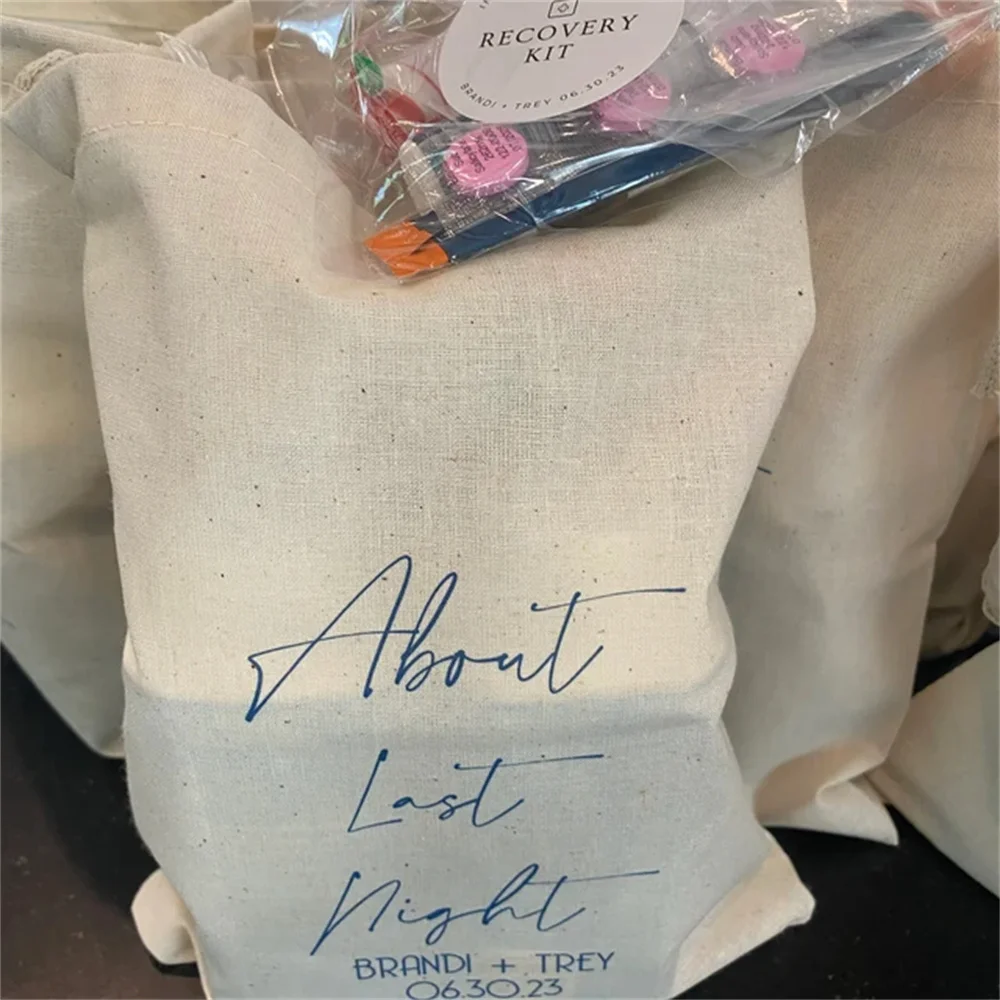 RECOVERY
KIT
BRANDI + TREY 06.30.23
About
Last
Night
BRANDI + TREY
06.30.23